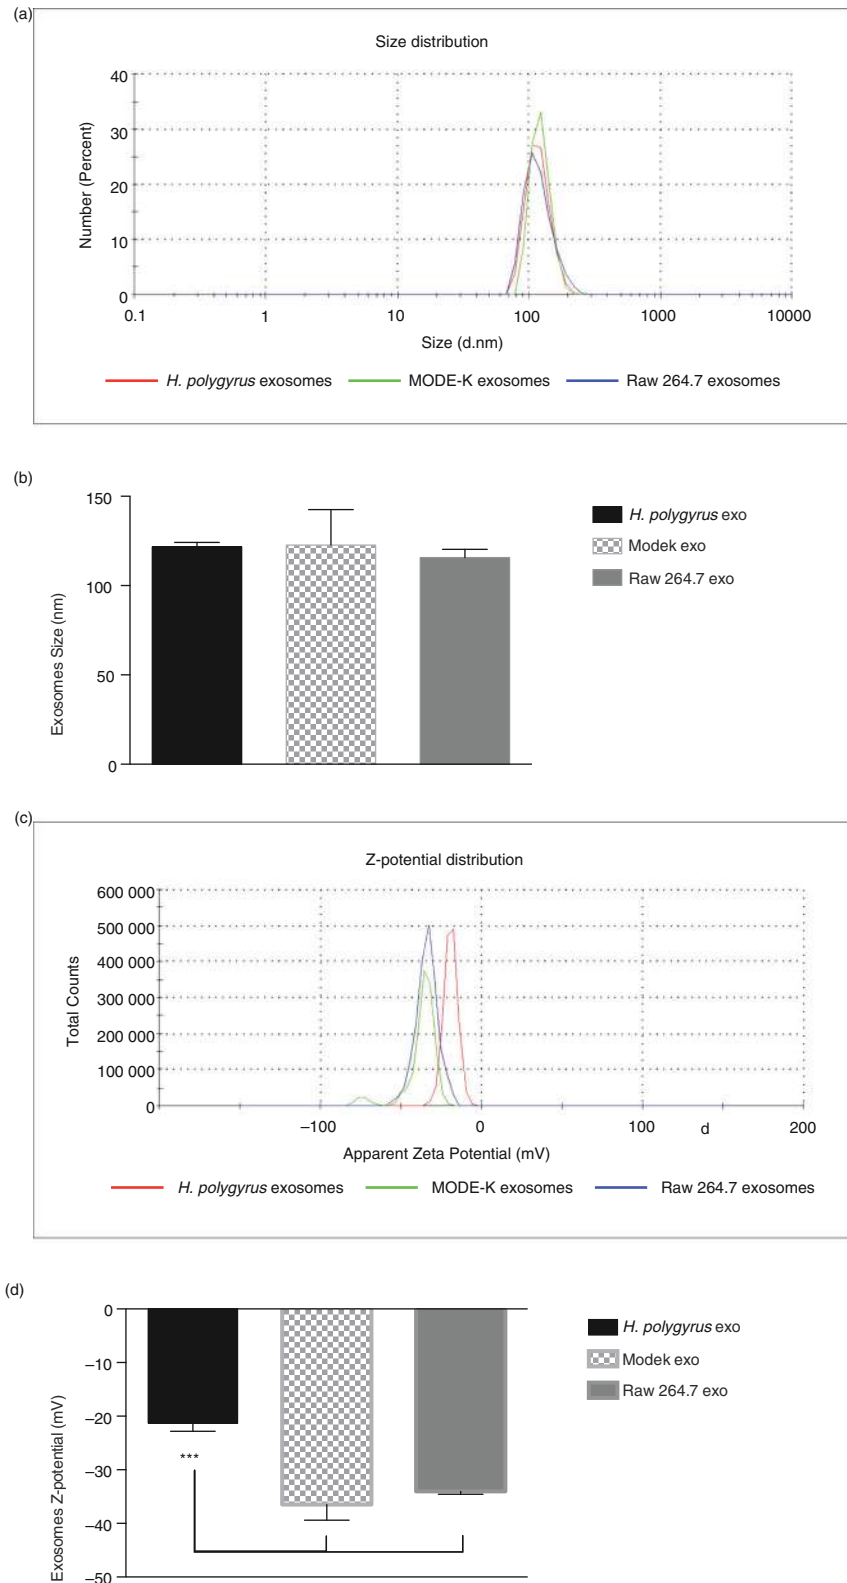 (a)
Size distribution
Number (Percent)
40
30
20
10
0
0.1 1 10 100 1000 10000
Size (d.nm)
H. polygyrus exosomes MODE-K exosomes Raw 264.7 exosomes
(b)
Exosomes Size (nm)
150
100
50
0
H. polygyrus exo
Modek exo
Raw 264.7 exo
(c)
Z-potential distribution
Total Counts
600 000
500 000
400 000
300 000
200 000
100 000
0
–100 0 100 d 200
Apparent Zeta Potential (mV)
H. polygyrus exosomes MODE-K exosomes Raw 264.7 exosomes
(d)
Exosomes Z-potential (mV)
0
–10
–20
–30
–40
–50
***
H. polygyrus exo
Modek exo
Raw 264.7 exo